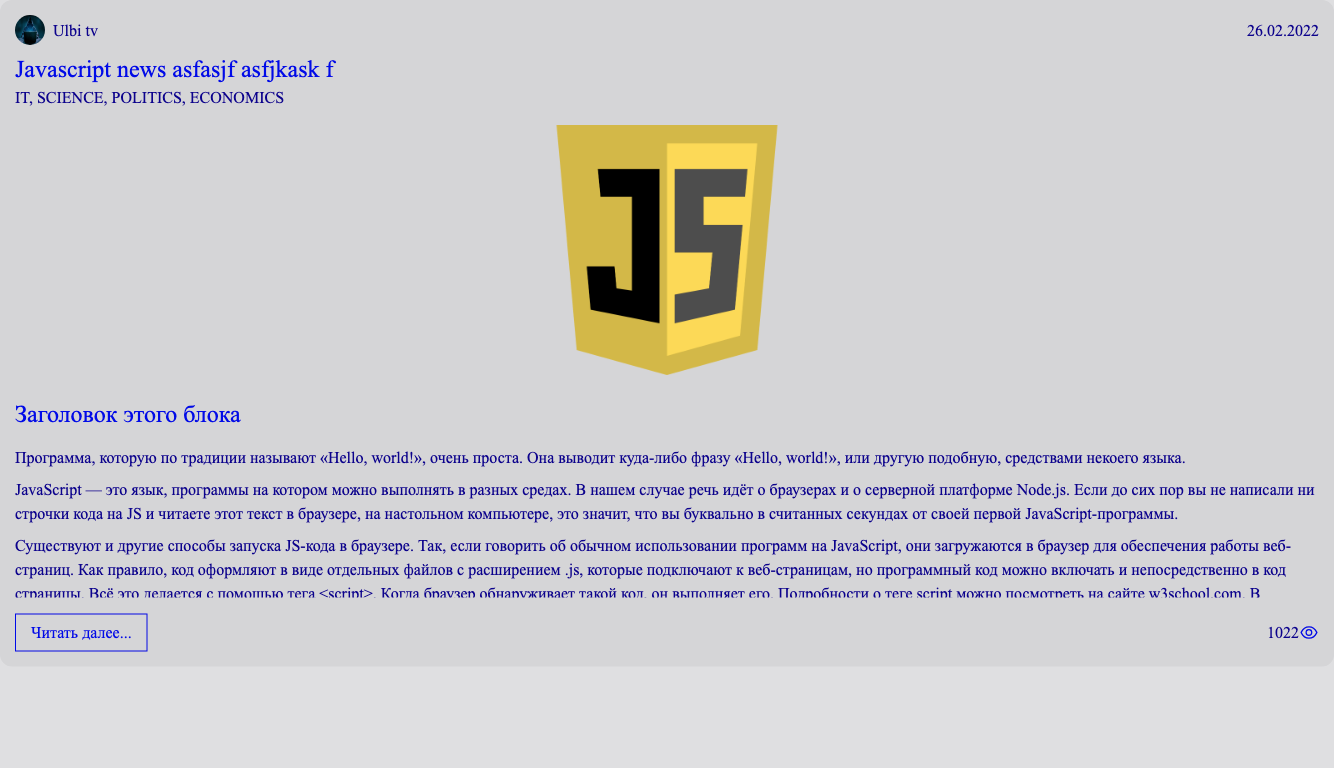 Ulbi tv
26.02.2022
Javascript news asfasjf asfjkask f
IT, SCIENCE, POLITICS, ECONOMICS
JS
Заголовок этого блока
Программа, которую по традиции называют «Hello, world!», очень проста. Она выводит куда-либо фразу «Hello, world!», или другую подобную, средствами некоего языка.
JavaScript — это язык, программы на котором можно выполнять в разных средах. В нашем случае речь идёт о браузерах и о серверной платформе Node.js. Если до сих пор вы не написали ни
строчки кода на JS и читаете этот текст в браузере, на настольном компьютере, это значит, что вы буквально в считанных секундах от своей первой JavaScript-программы.
Существуют и другие способы запуска JS-кода в браузере. Так, если говорить об обычном использовании программ на JavaScript, они загружаются в браузер для обеспечения работы веб-
страниц. Как правило, код оформляют в виде отдельных файлов с расширением .js, которые подключают к веб-страницам, но программный код можно включать и непосредственно в код
страницы. Всё это делается с помощью тега <script>. Когда браузер обнаруживает такой код, он выполняет его. Подробности о теге script можно посмотреть на сайте w3school.com. В
Читать далее...
1022